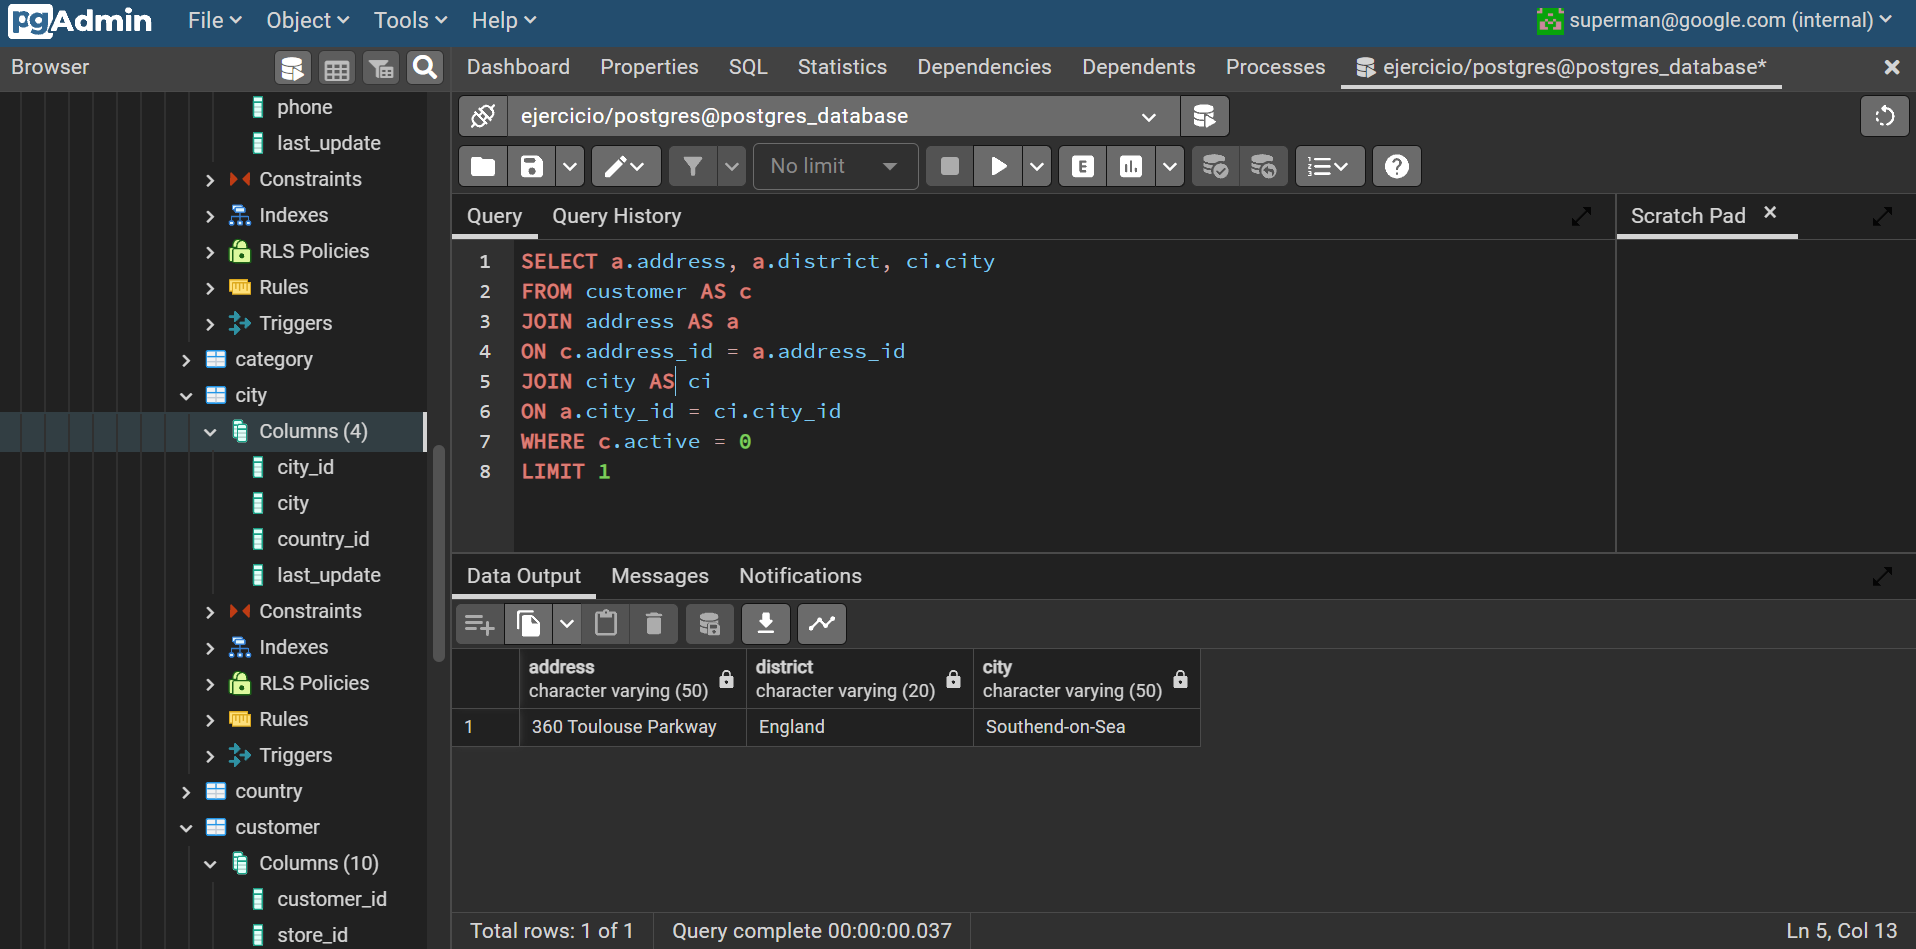 pgAdmin File Object Tools Help superman@google.com (internal)
Browser
Dashboard Properties SQL Statistics Dependencies Dependents Processes ejercicio/postgres@postgres_database*
phone
last_update
Constraints
Indexes
RLS Policies
Rules
Triggers
category
city
Columns (4)
city_id
city
country_id
last_update
Constraints
Indexes
RLS Policies
Rules
Triggers
country
customer
Columns (10)
customer_id
store_id
ejercicio/postgres@postgres_database
No limit
E
Query Query History
Scratch Pad
1 SELECT a.address, a.district, ci.city
2 FROM customer AS c
3 JOIN address AS a
4 ON c.address_id = a.address_id
5 JOIN city AS ci
6 ON a.city_id = ci.city_id
7 WHERE c.active = 0
8 LIMIT 1
Data Output Messages Notifications
address district city
character varying (50) character varying (20) character varying (50)
1 360 Toulouse Parkway England Southend-on-Sea
Total rows: 1 of 1 Query complete 00:00:00.037 Ln 5, Col 13